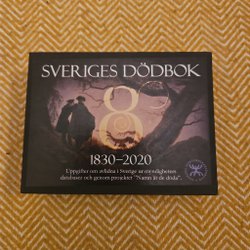 SVERIGES DÖDBOK
8
1830–2020
Uppgifter om avlidna i Sverige ur myndigheternas
databaser och genom projektet "Namn åt de döda".